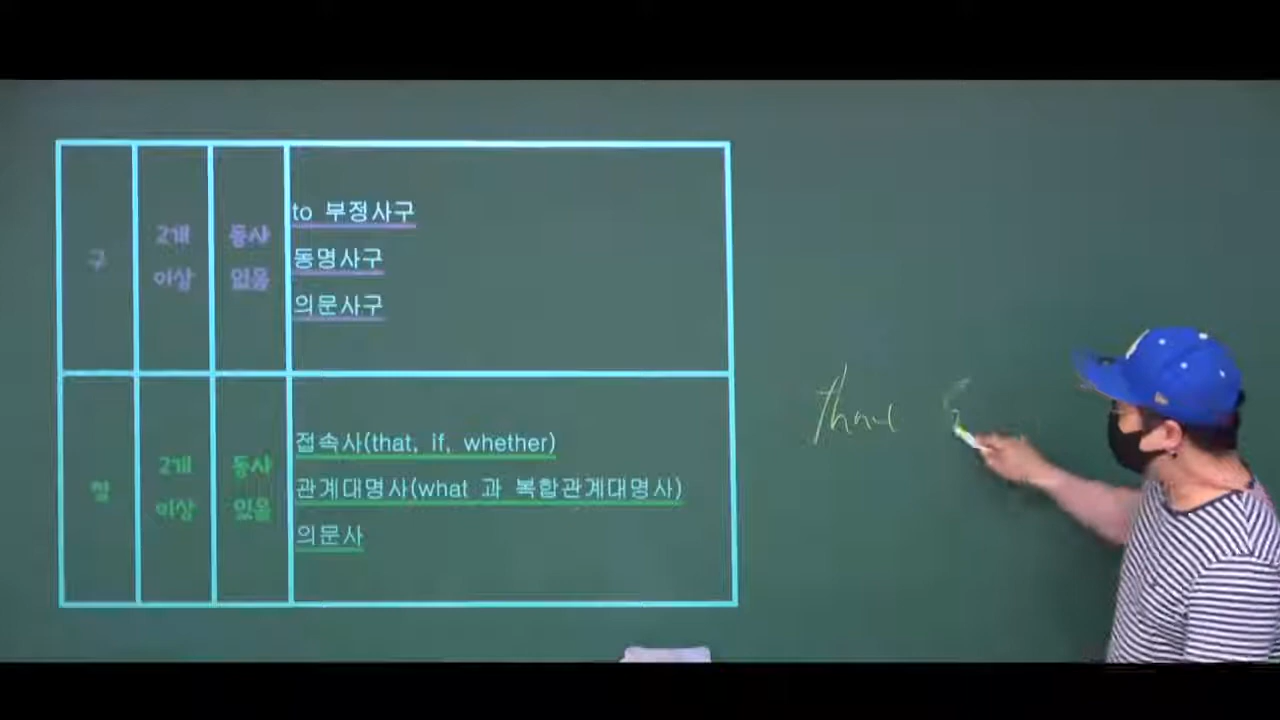 구
2개
이상
동사
없음
to 부정사구
동명사구
의문사구
절
2개
이상
동사
있음
접속사(that, if, whether)
관계대명사(what 과 복합관계대명사)
의문사